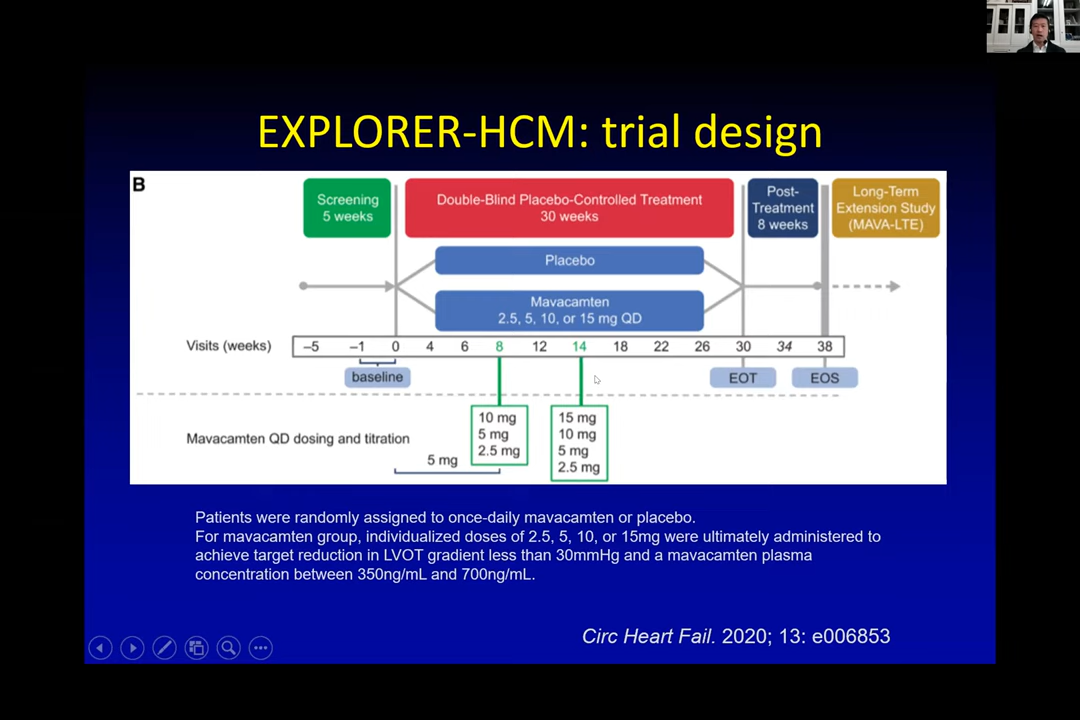 EXPLORER-HCM: trial design
B
Screening
5 weeks
Double-Blind Placebo-Controlled Treatment
30 weeks
Post-
Treatment
8 weeks
Long-Term
Extension Study
(MAVA-LTE)
Placebo
Mavacamten
2.5, 5, 10, or 15 mg QD
Visits (weeks) –5 –1 0 4 6 8 12 14 18 22 26 30 34 38
baseline EOT EOS
Mavacamten QD dosing and titration
5 mg
10 mg
5 mg
2.5 mg
15 mg
10 mg
5 mg
2.5 mg
Patients were randomly assigned to once-daily mavacamten or placebo.
For mavacamten group, individualized doses of 2.5, 5, 10, or 15mg were ultimately administered to
achieve target reduction in LVOT gradient less than 30mmHg and a mavacamten plasma
concentration between 350ng/mL and 700ng/mL.
Circ Heart Fail. 2020; 13: e006853